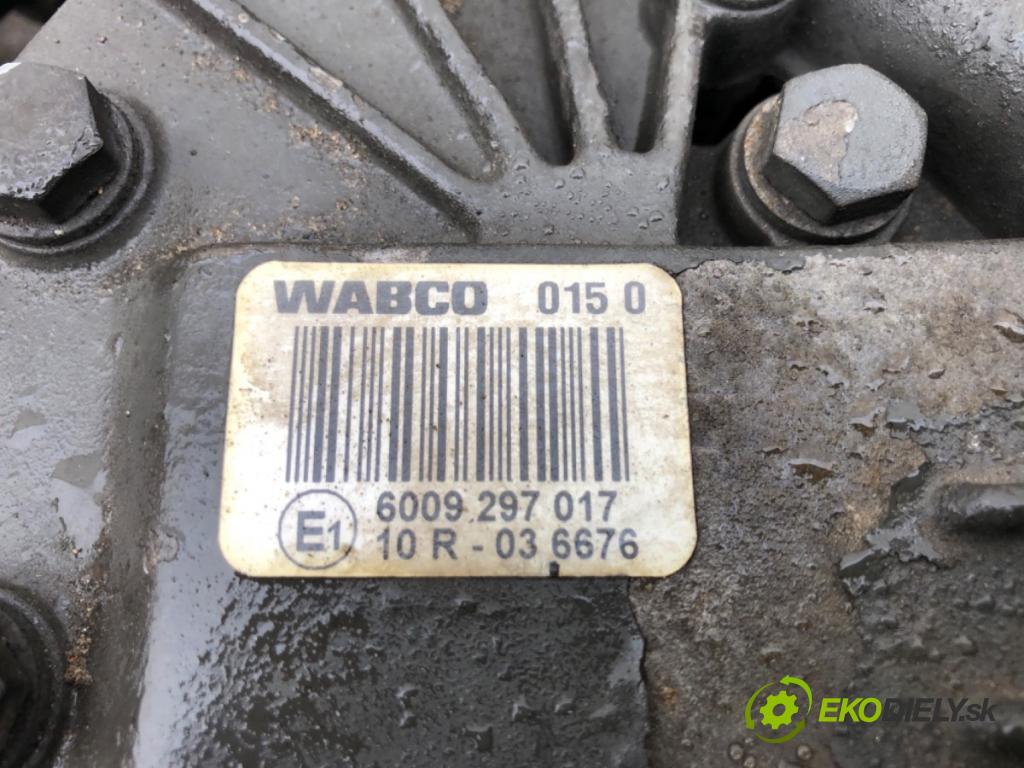 WABCO 015 0
6009 297 017
E1 10 R - 03 6676
EKODIELY.sk